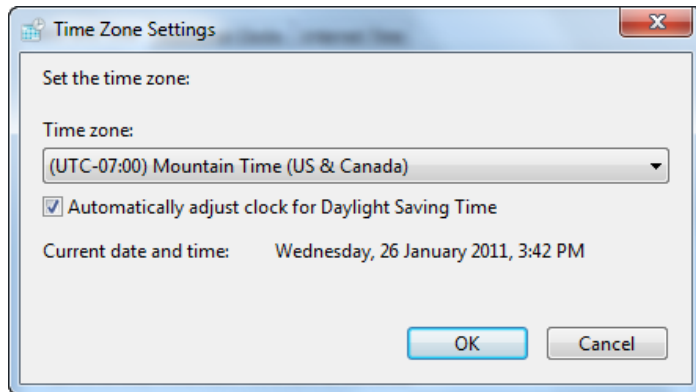 Time Zone Settings
Set the time zone:
Time zone:
(UTC-07:00) Mountain Time (US & Canada)
Automatically adjust clock for Daylight Saving Time
Current date and time: Wednesday, 26 January 2011, 3:42 PM
OK Cancel